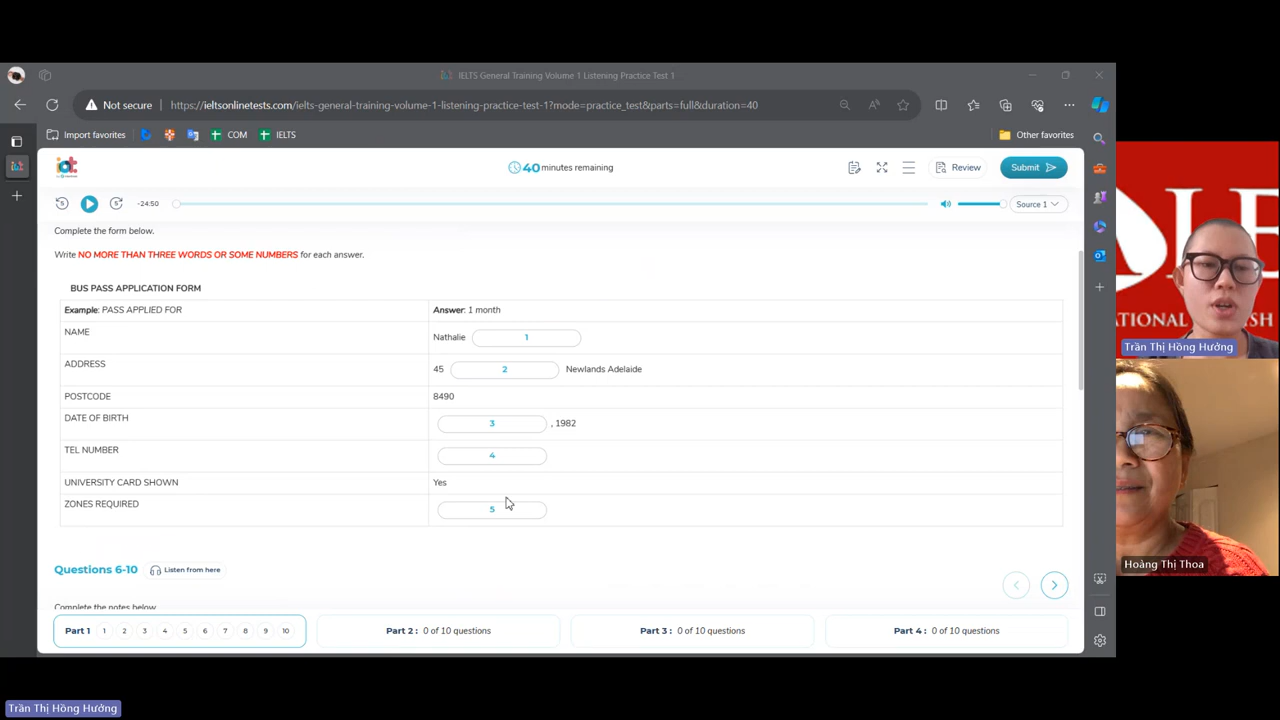 IELTS General Training Volume 1 Listening Practice Test 1
Not secure
https://ieltsonlinetests.com/ielts-general-training-volume-1-listening-practice-test-1?mode=practice_test&parts=full&duration=40
Import favorites
COM
IELTS
Other favorites
iot
40 minutes remaining
Review
Submit
-24:50
Source 1
Complete the form below.
Write NO MORE THAN THREE WORDS OR SOME NUMBERS for each answer.
BUS PASS APPLICATION FORM
Example: PASS APPLIED FOR Answer: 1 month
NAME Nathalie 1
ADDRESS 45 2 Newlands Adelaide
POSTCODE 8490
DATE OF BIRTH 3 , 1982
TEL NUMBER 4
UNIVERSITY CARD SHOWN Yes
ZONES REQUIRED 5
Questions 6-10 Listen from here
Complete the notes below
Part 1 1 2 3 4 5 6 7 8 9 10
Part 2 : 0 of 10 questions
Part 3 : 0 of 10 questions
Part 4 : 0 of 10 questions
Trần Thị Hồng Hưởng
Hoàng Thị Thoa
Trần Thị Hồng Hưởng